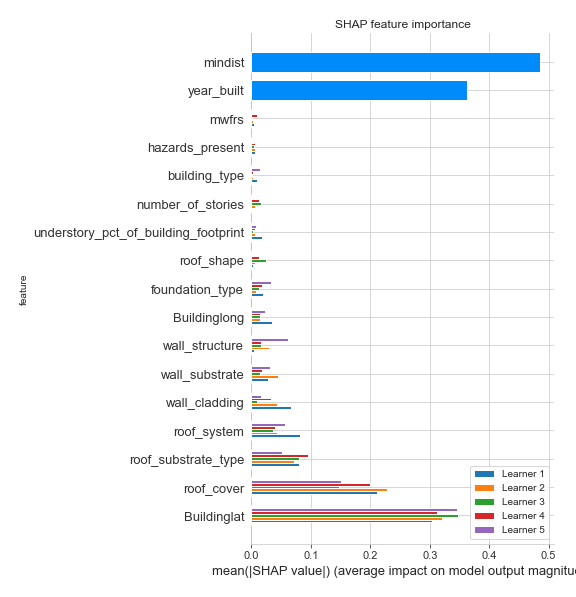 SHAP feature importance
mindist
year_built
mwfrs
hazards_present
building_type
number_of_stories
understory_pct_of_building_footprint
roof_shape
feature
foundation_type
Buildinglong
wall_structure
wall_substrate
wall_cladding
roof_system
roof_substrate_type
roof_cover
Buildinglat
Learner 1
Learner 2
Learner 3
Learner 4
Learner 5
0.0 0.1 0.2 0.3 0.4 0.5
mean(|SHAP value|) (average impact on model output magnitu